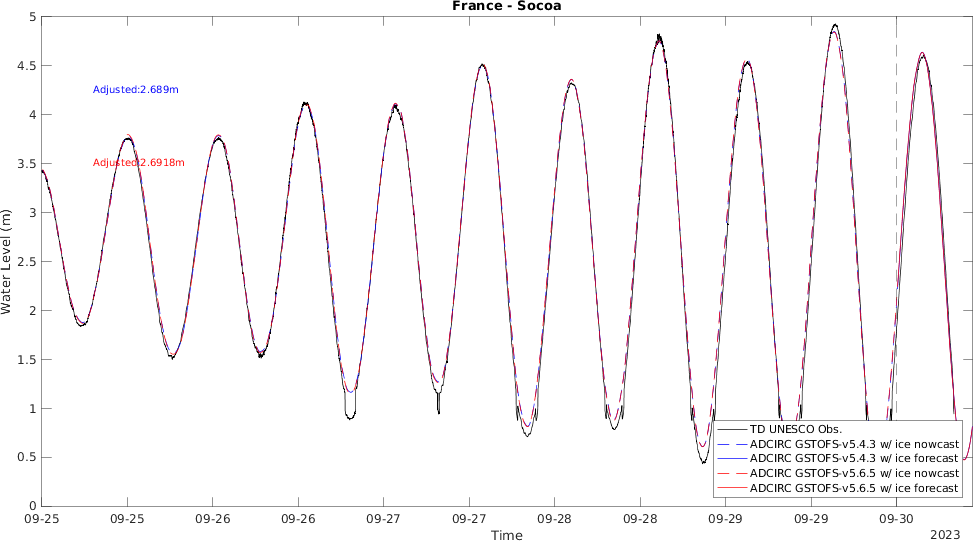 France - Socoa
5
4.5
4
3.5
3
2.5
2
1.5
1
0.5
0
Water Level (m)
Adjusted:2.689m
Adjusted:2.6918m
TD UNESCO Obs.
ADCIRC GSTOFS-v5.4.3 w/ ice nowcast
ADCIRC GSTOFS-v5.4.3 w/ ice forecast
ADCIRC GSTOFS-v5.6.5 w/ ice nowcast
ADCIRC GSTOFS-v5.6.5 w/ ice forecast
09-25 09-25 09-26 09-26 09-27 09-27 09-28 09-28 09-29 09-29 09-30
Time
2023